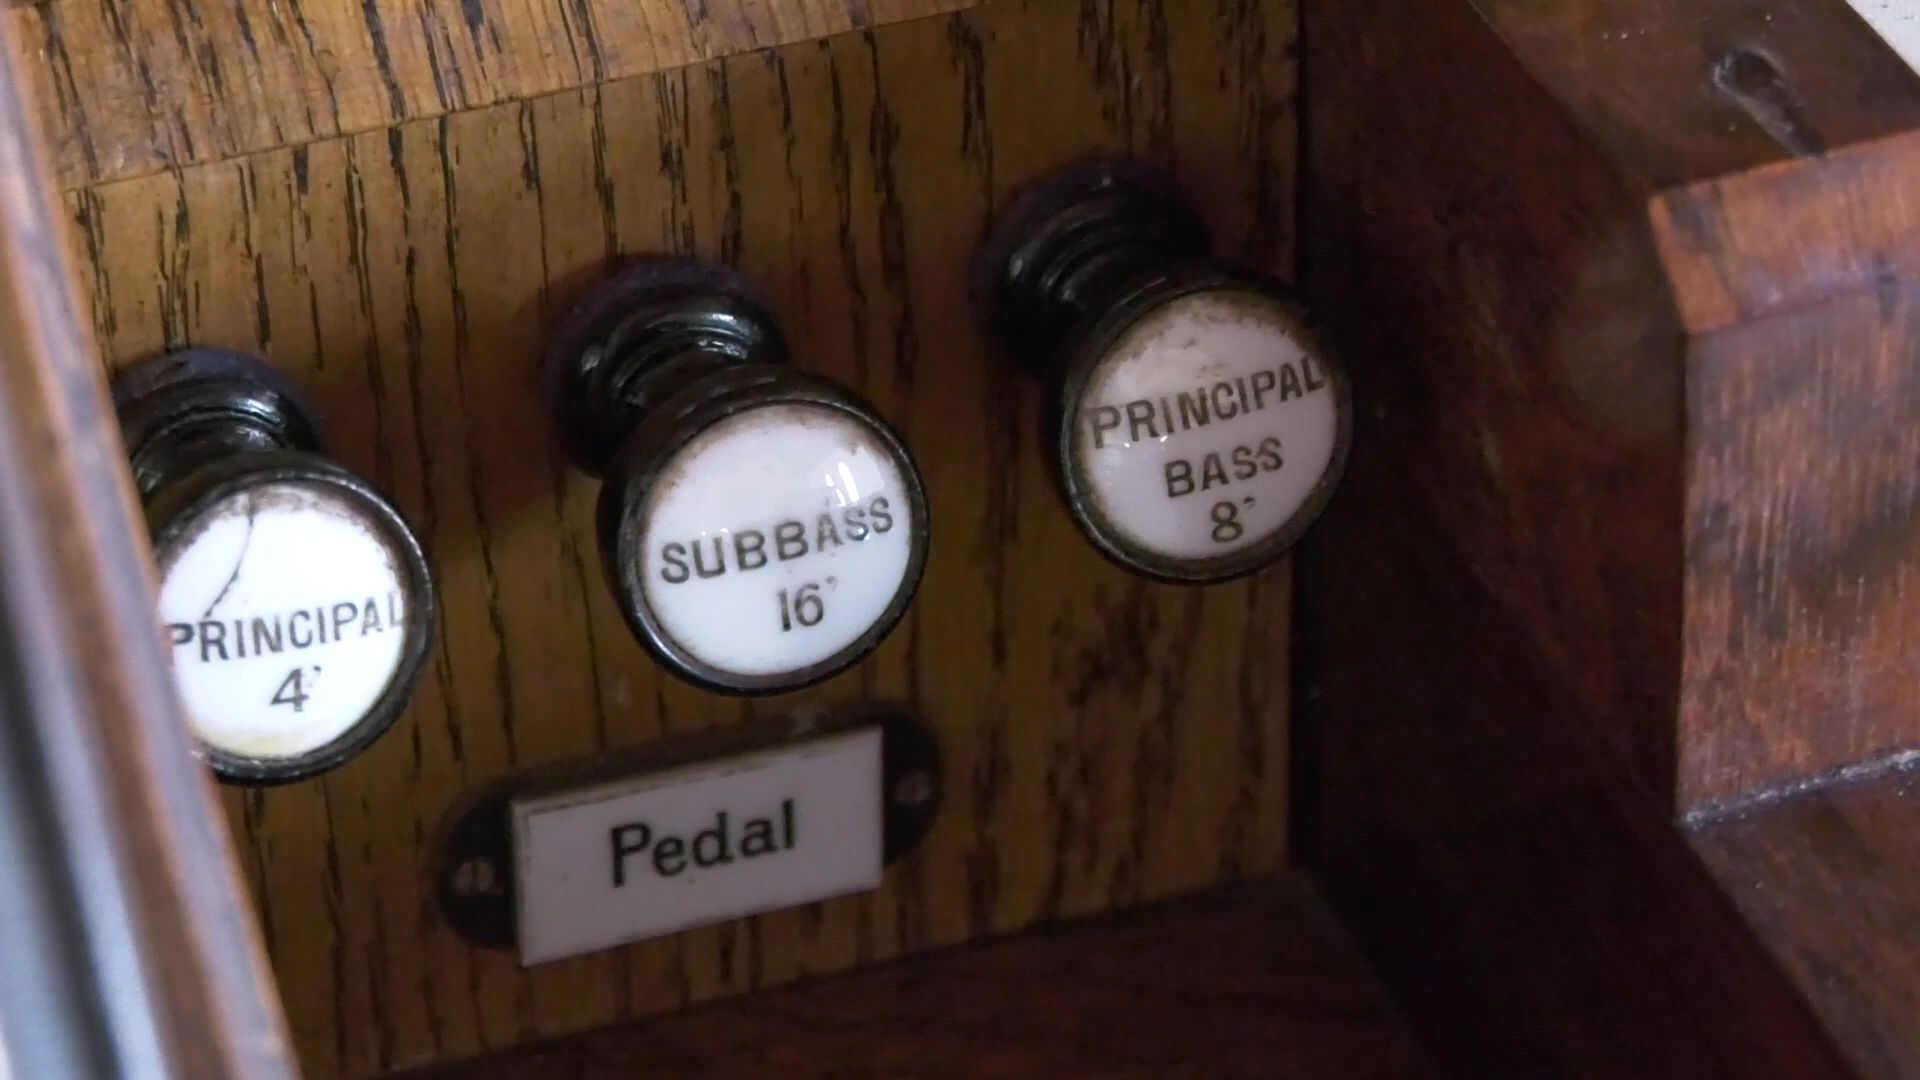 PRINCIPAL
4'
SUBBASS
16'
PRINCIPAL
BASS
8'
Pedal